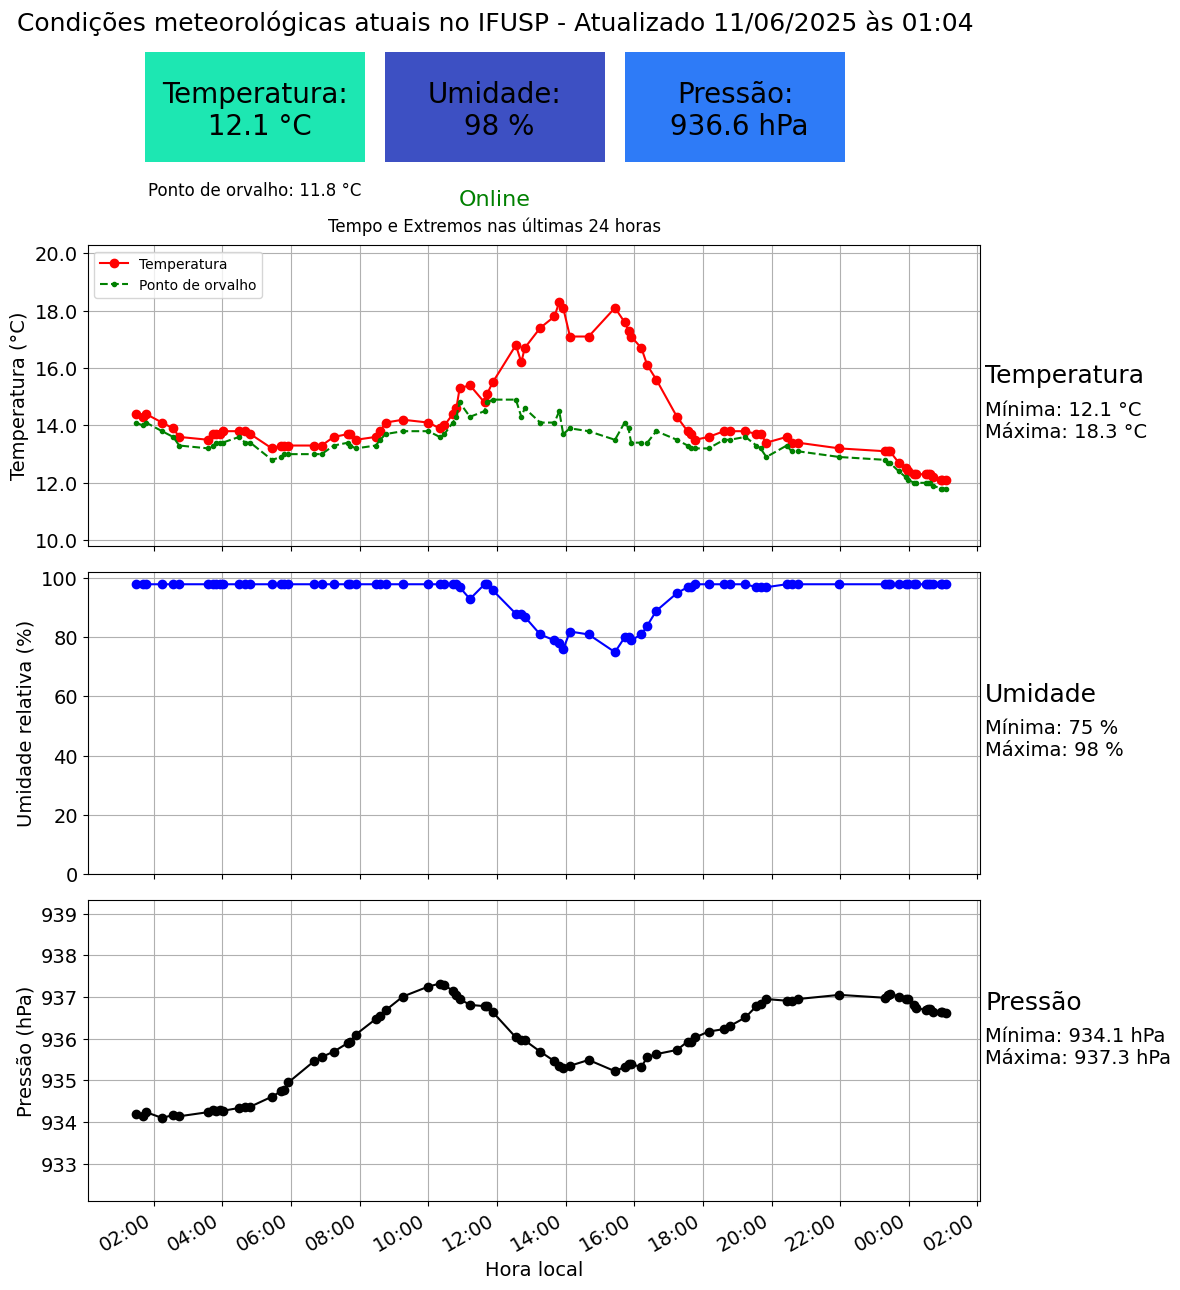 Condições meteorológicas atuais no IFUSP - Atualizado 11/06/2025 às 01:04
Temperatura:
12.1 °C
Umidade:
98 %
Pressão:
936.6 hPa
Ponto de orvalho: 11.8 °C
Online
Tempo e Extremos nas últimas 24 horas
Temperatura (°C)
20.0
18.0
16.0
14.0
12.0
10.0
Temperatura
Ponto de orvalho
Temperatura
Mínima: 12.1 °C
Máxima: 18.3 °C
Umidade relativa (%)
100
80
60
40
20
0
Umidade
Mínima: 75 %
Máxima: 98 %
Pressão (hPa)
939
938
937
936
935
934
933
Pressão
Mínima: 934.1 hPa
Máxima: 937.3 hPa
02:00 04:00 06:00 08:00 10:00 12:00 14:00 16:00 18:00 20:00 22:00 00:00 02:00
Hora local